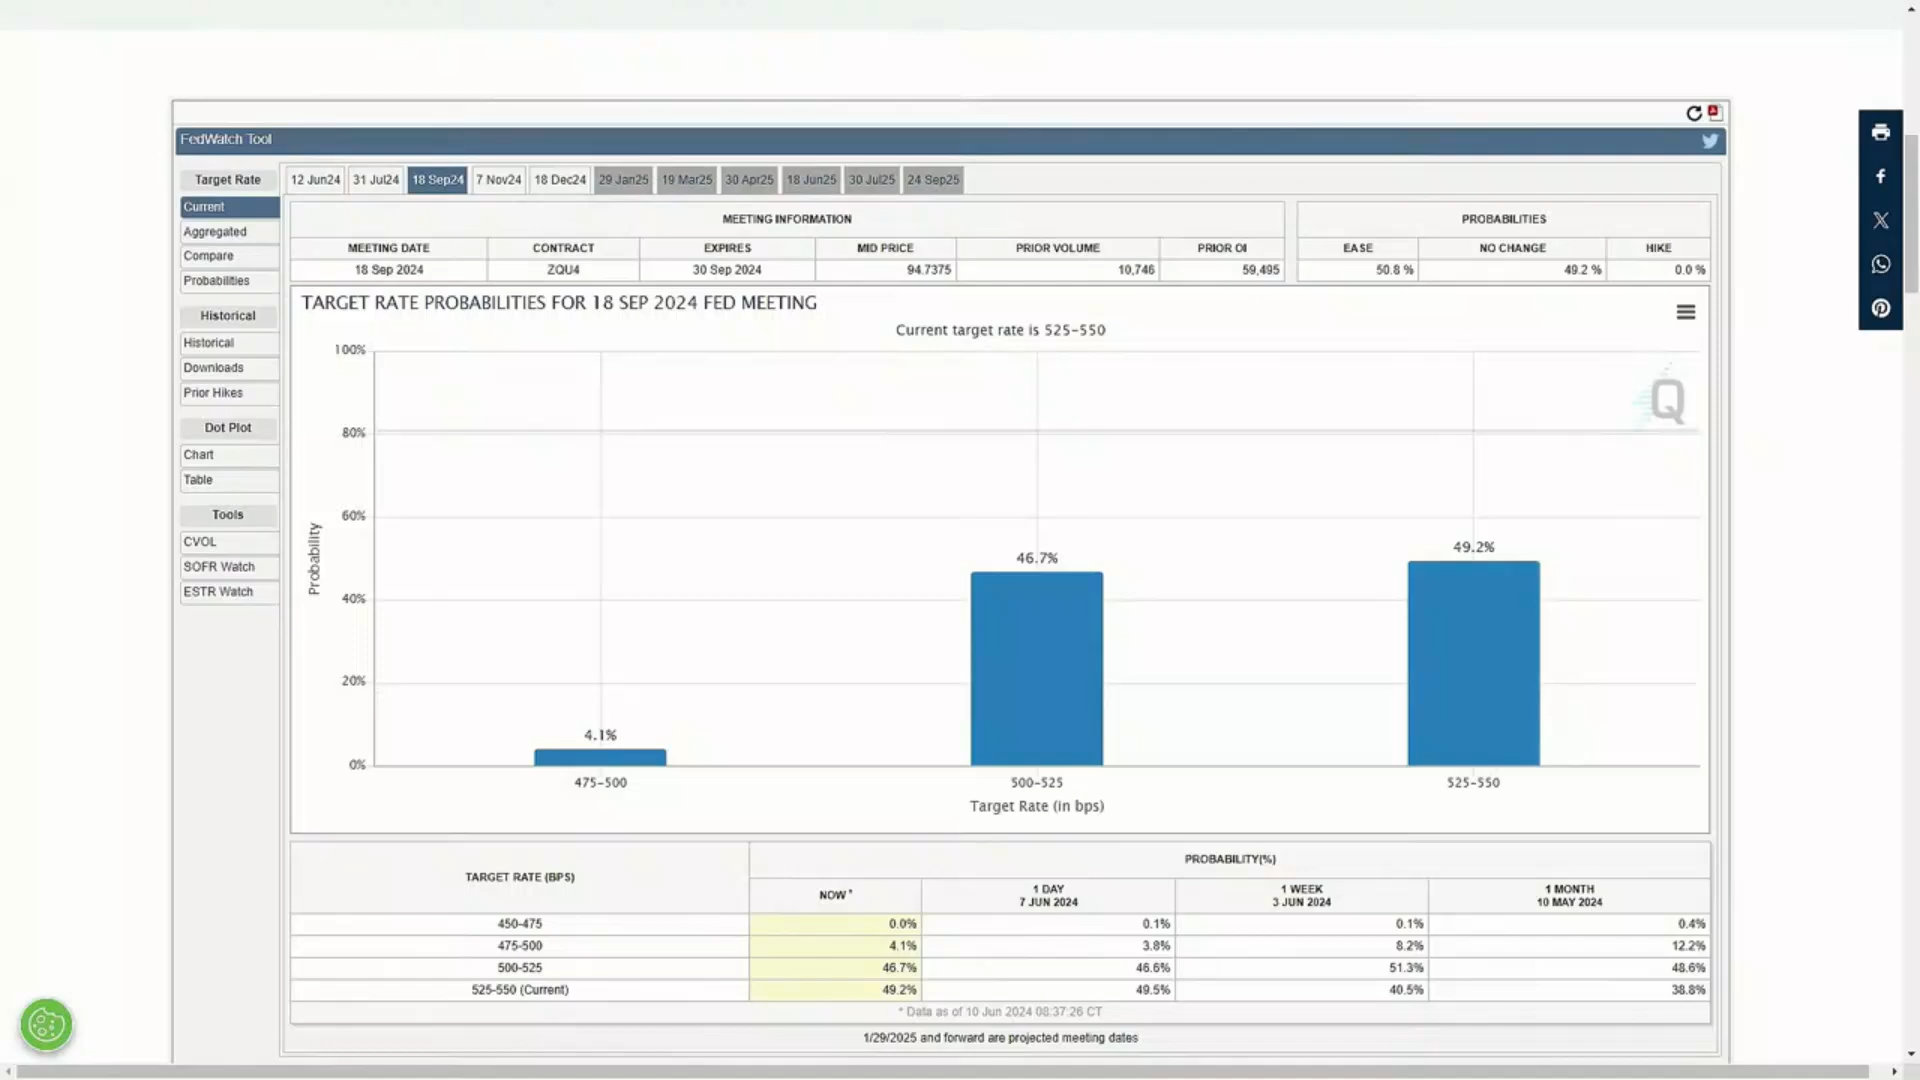 FedWatch Tool
Target Rate
Current
Aggregated
Compare
Probabilities
Historical
Historical
Downloads
Prior Hikes
Dot Plot
Chart
Table
Tools
CVOL
SOFR Watch
ESTR Watch
12 Jun24 31 Jul24 18 Sep24 7 Nov24 18 Dec24 29 Jan25 19 Mar25 30 Apr25 18 Jun25 30 Jul25 24 Sep25
MEETING INFORMATION
MEETING DATE CONTRACT EXPIRES MID PRICE PRIOR VOLUME PRIOR OI
18 Sep 2024 ZQU4 30 Sep 2024 94.7375 10,746 59,495
PROBABILITIES
EASE NO CHANGE HIKE
50.8 % 49.2 % 0.0 %
TARGET RATE PROBABILITIES FOR 18 SEP 2024 FED MEETING
Current target rate is 525-550
Probability
100%
80%
60%
40%
20%
0%
4.1%
46.7%
49.2%
475-500 500-525 525-550
Target Rate (in bps)
Q
TARGET RATE (BPS) PROBABILITY(%)
NOW * 1 DAY 7 JUN 2024 1 WEEK 3 JUN 2024 1 MONTH 10 MAY 2024
450-475 0.0% 0.1% 0.1% 0.4%
475-500 4.1% 3.8% 8.2% 12.2%
500-525 46.7% 46.6% 51.3% 48.6%
525-550 (Current) 49.2% 49.5% 40.5% 38.8%
* Data as of 10 Jun 2024 08:37:26 CT
1/29/2025 and forward are projected meeting dates